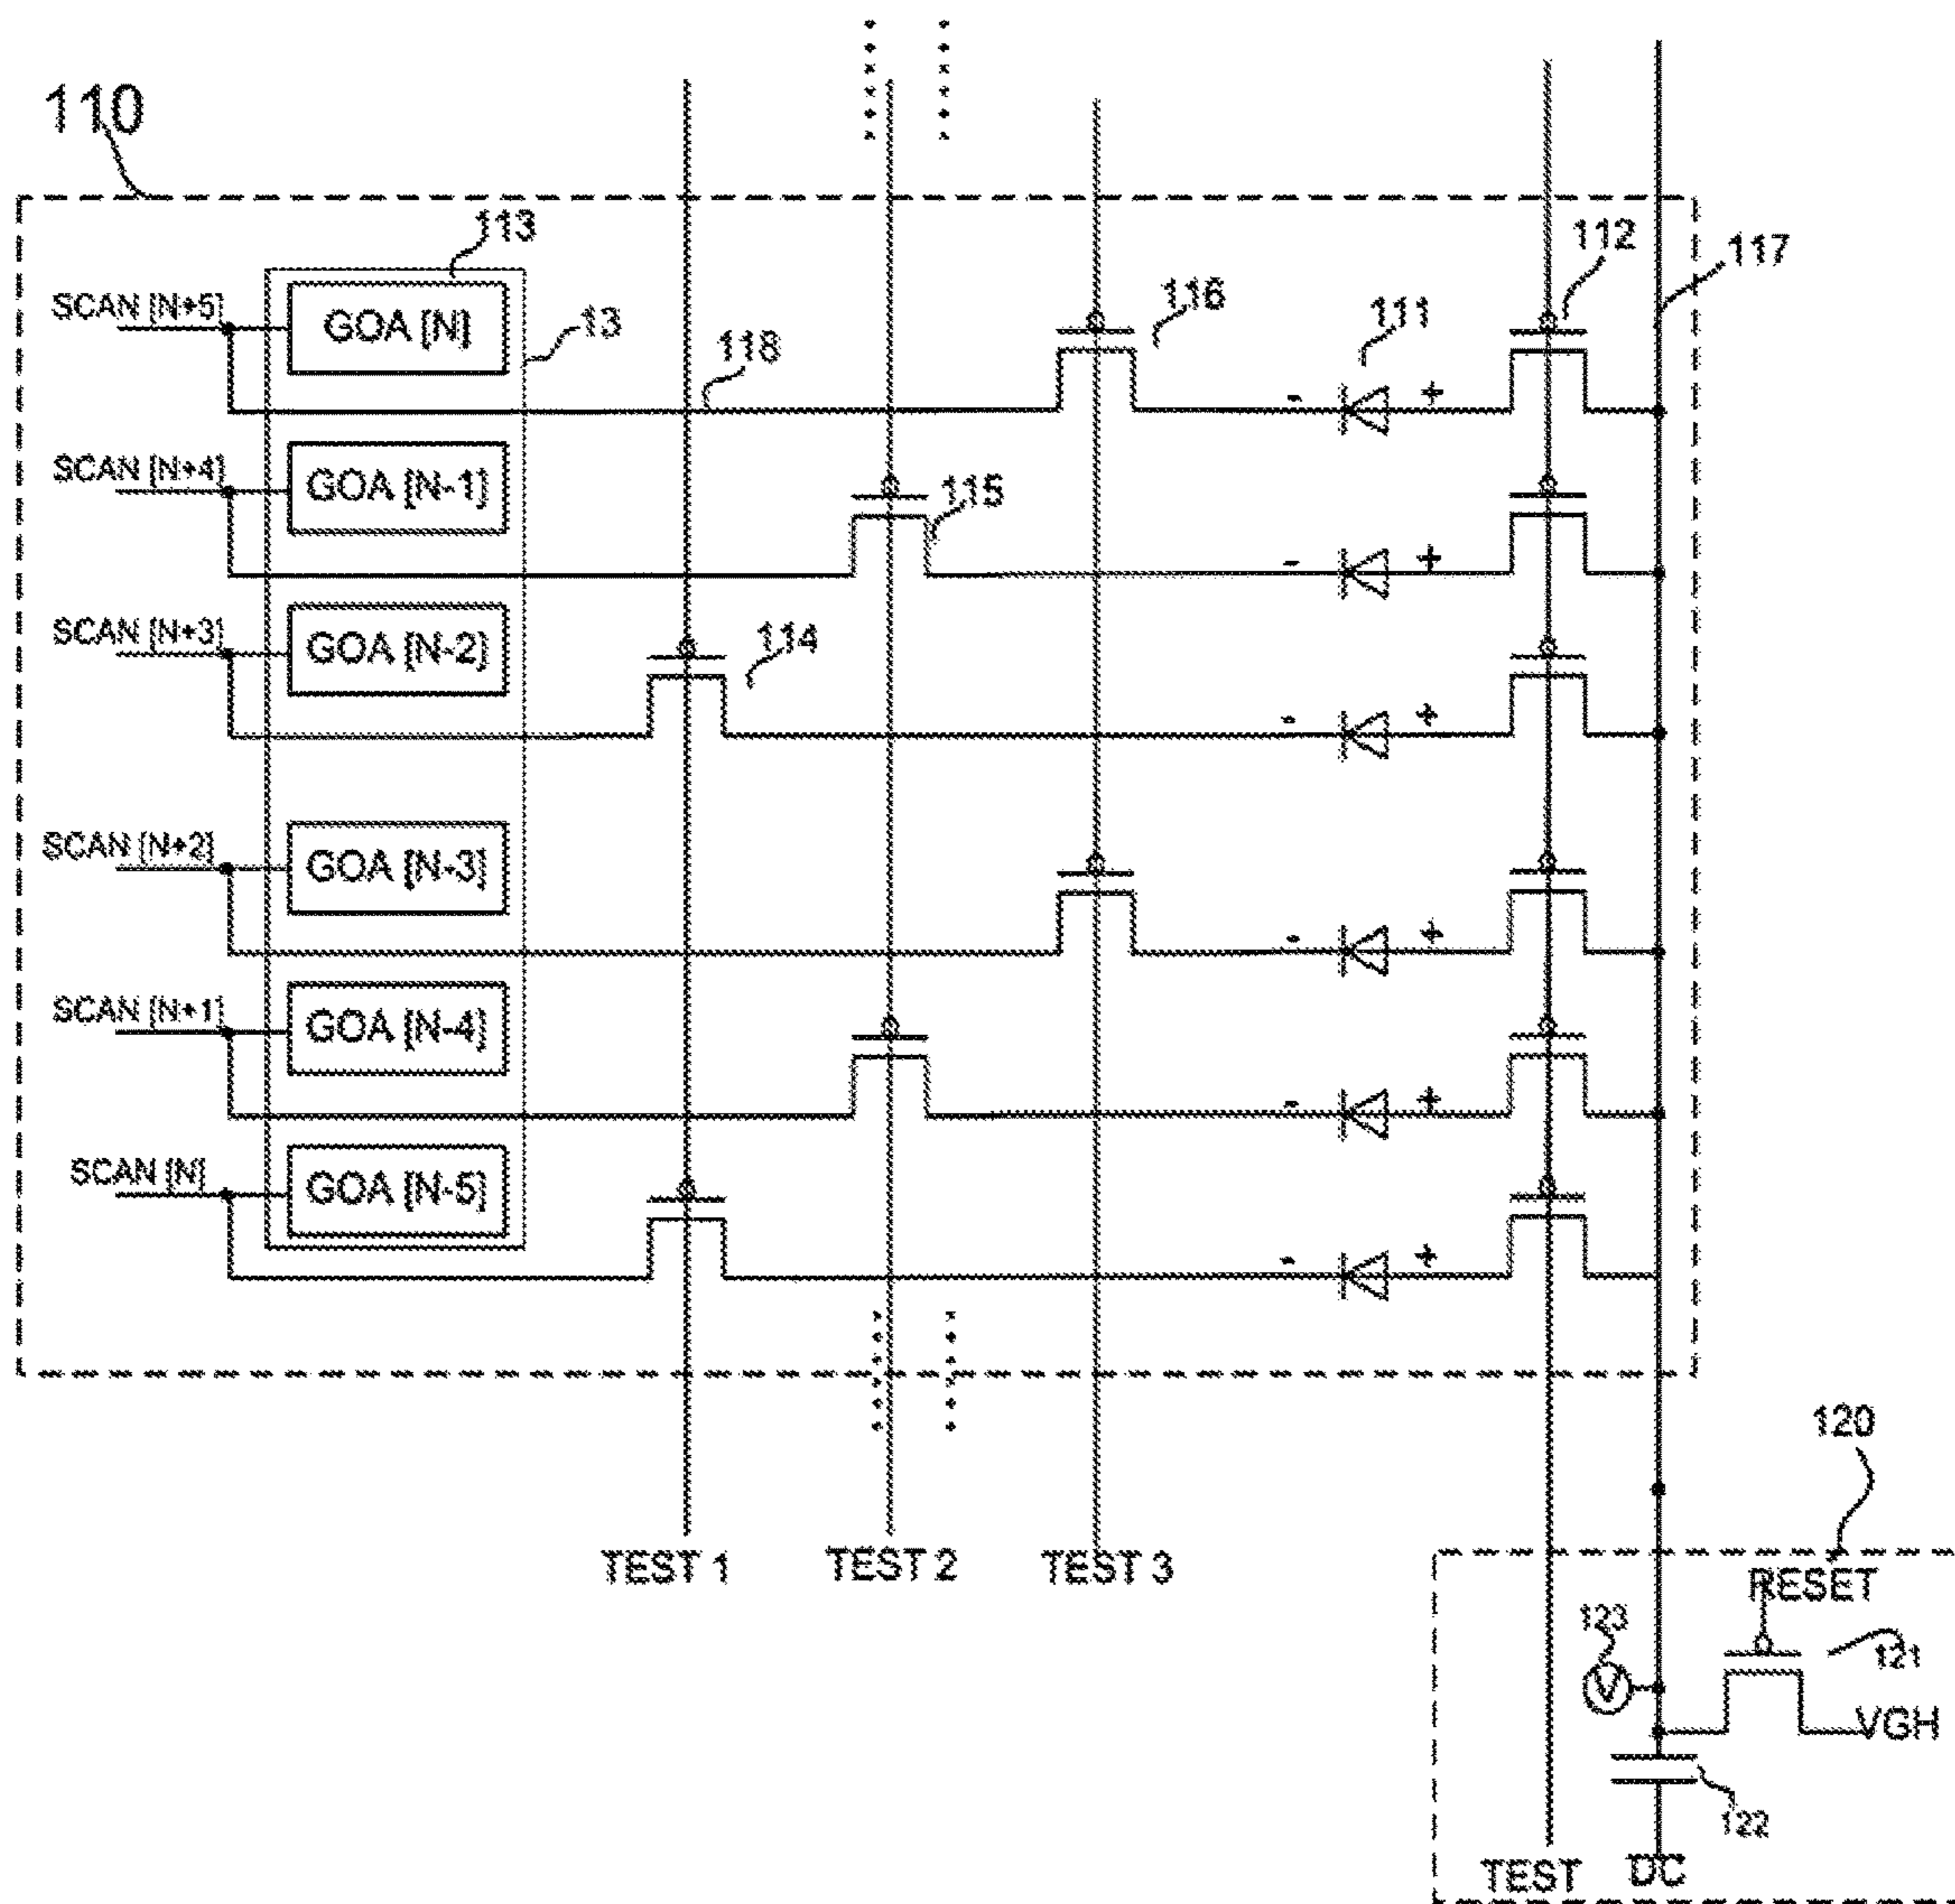 110
113
112
117
SCAN [N+5]
GOA [N]
13
118
116
111
- +
SCAN [N+4]
GOA [N-1]
115
- +
SCAN [N+3]
GOA [N-2]
114
- +
SCAN [N+2]
GOA [N-3]
- +
SCAN [N+1]
GOA [N-4]
- +
SCAN [N]
GOA [N-5]
- +
120
TEST 1
TEST 2
TEST 3
RESET
123
V
121
VGH
122
TEST
DC